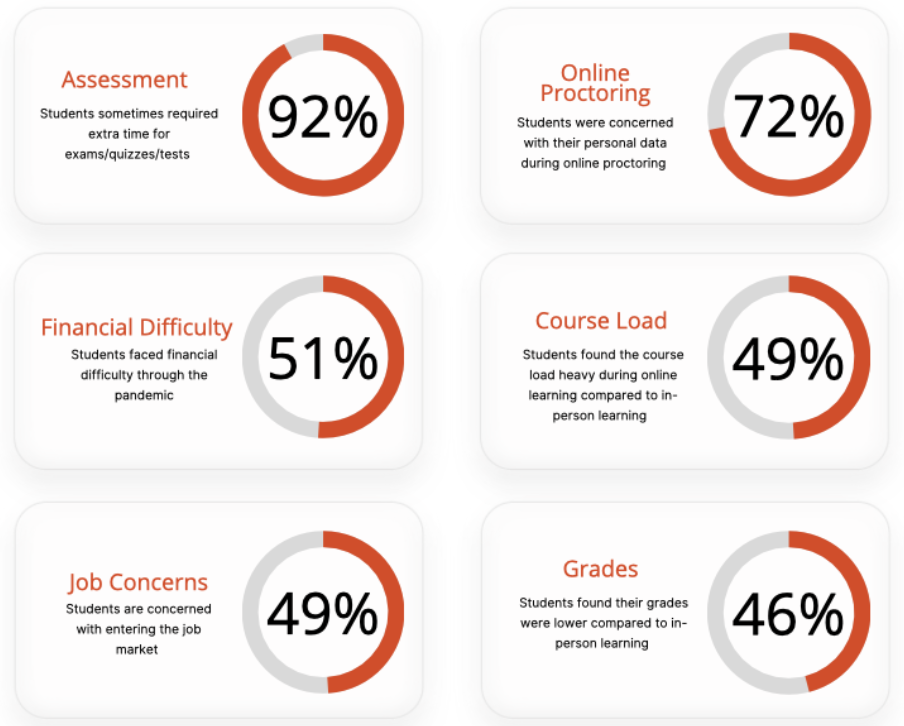 Assessment
Students sometimes required
extra time for
exams/quizzes/tests
92%
Online
Proctoring
Students were concerned
with their personal data
during online proctoring
72%
Financial Difficulty
Students faced financial
difficulty through the
pandemic
51%
Course Load
Students found the course
load heavy during online
learning compared to in-
person learning
49%
Job Concerns
Students are concerned
with entering the job
market
49%
Grades
Students found their grades
were lower compared to in-
person learning
46%